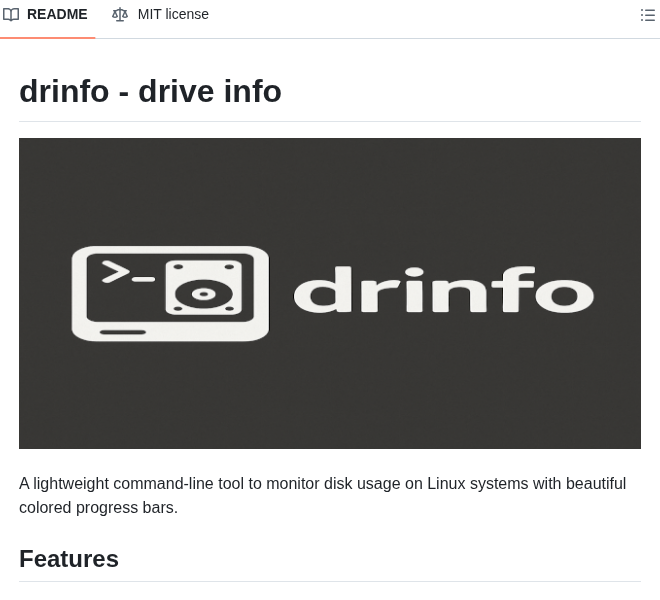 README
MIT license
drinfo - drive info
>_
drinfo
A lightweight command-line tool to monitor disk usage on Linux systems with beautiful
colored progress bars.
Features